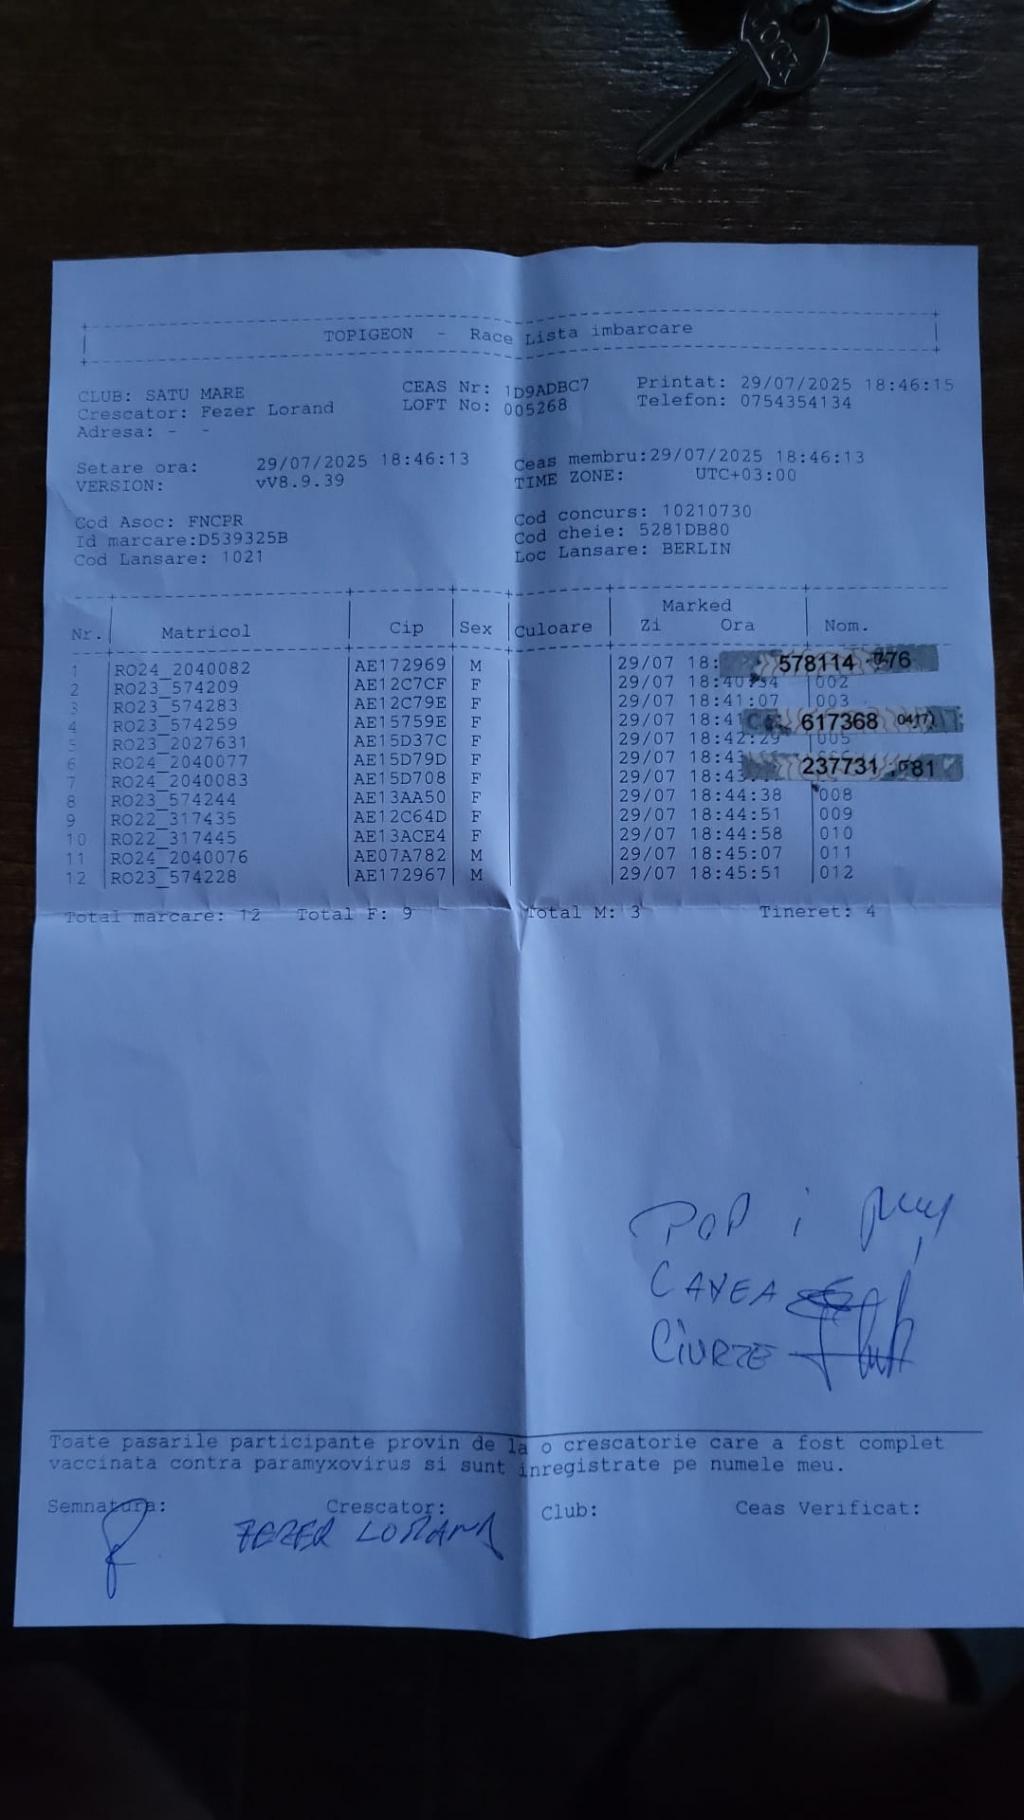 TOPIGEON - Race Lista imbarcare
CLUB: SATU MARE CEAS Nr: 1D9ADBC7 Printat: 29/07/2025 18:46:15
Crescator: Fezer Lorand LOFT No: 005268 Telefon: 0754354134
Adresa: - -
Setare ora: 29/07/2025 18:46:13 Ceas membru:29/07/2025 18:46:13
VERSION: vV8.9.39 TIME ZONE: UTC+03:00
Cod Asoc: FNCPR Cod concurs: 10210730
Id marcare:D539325B Cod cheie: 5281DB80
Cod Lansare: 1021 Loc Lansare: BERLIN
Marked
Nr. Matricol Cip Sex Culoare Zi Ora Nom.
1 RO24_2040082 AE172969 M 29/07 18: 578114
2 RO23_574209 AE12C7CF F 29/07 18:40:54 002
3 RO23_574283 AE12C79E F 29/07 18:41:07 003
4 RO23_574259 AE15759E F 29/07 18:41 617368
5 RO23_2027631 AE15D37C F 29/07 18:42:29 005
6 RO24_2040077 AE15D79D F 29/07 18:43 237731
7 RO24_2040083 AE15D708 F 29/07 18:43
8 RO23_574244 AE13AA50 F 29/07 18:44:38 008
9 RO22_317435 AE12C64D F 29/07 18:44:51 009
10 RO22_317445 AE13ACE4 F 29/07 18:44:58 010
11 RO24_2040076 AE07A782 M 29/07 18:45:07 011
12 RO23_574228 AE172967 M 29/07 18:45:51 012
Total marcare: 12 Total F: 9 Total M: 3 Tineret: 4
POP i
CIURZE
Toate pasarile participante provin de la o crescatorie care a fost complet
vaccinata contra paramyxovirus si sunt inregistrate pe numele meu.
Semnatura: Crescator: Club: Ceas Verificat:
FEZER LORAND